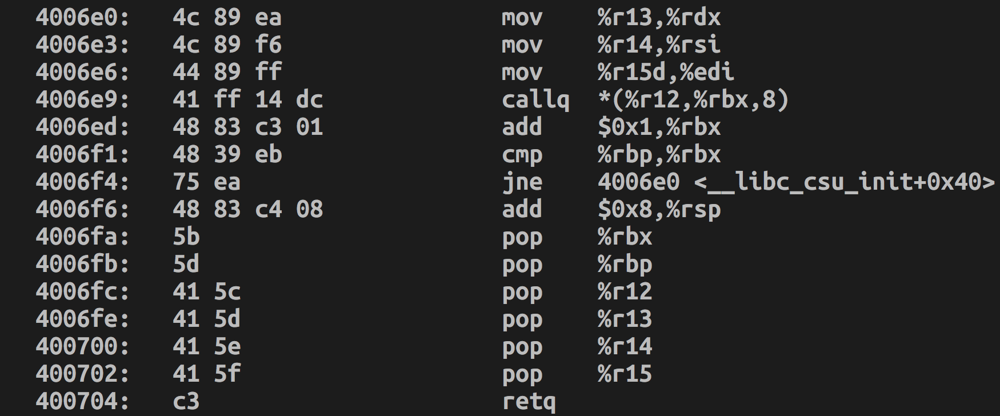 4006e0: 4c 89 ea mov %r13,%rdx
4006e3: 4c 89 f6 mov %r14,%rsi
4006e6: 44 89 ff mov %r15d,%edi
4006e9: 41 ff 14 dc callq *(%r12,%rbx,8)
4006ed: 48 83 c3 01 add $0x1,%rbx
4006f1: 48 39 eb cmp %rbp,%rbx
4006f4: 75 ea jne 4006e0 <__libc_csu_init+0x40>
4006f6: 48 83 c4 08 add $0x8,%rsp
4006fa: 5b pop %rbx
4006fb: 5d pop %rbp
4006fc: 41 5c pop %r12
4006fe: 41 5d pop %r13
400700: 41 5e pop %r14
400702: 41 5f pop %r15
400704: c3 retq